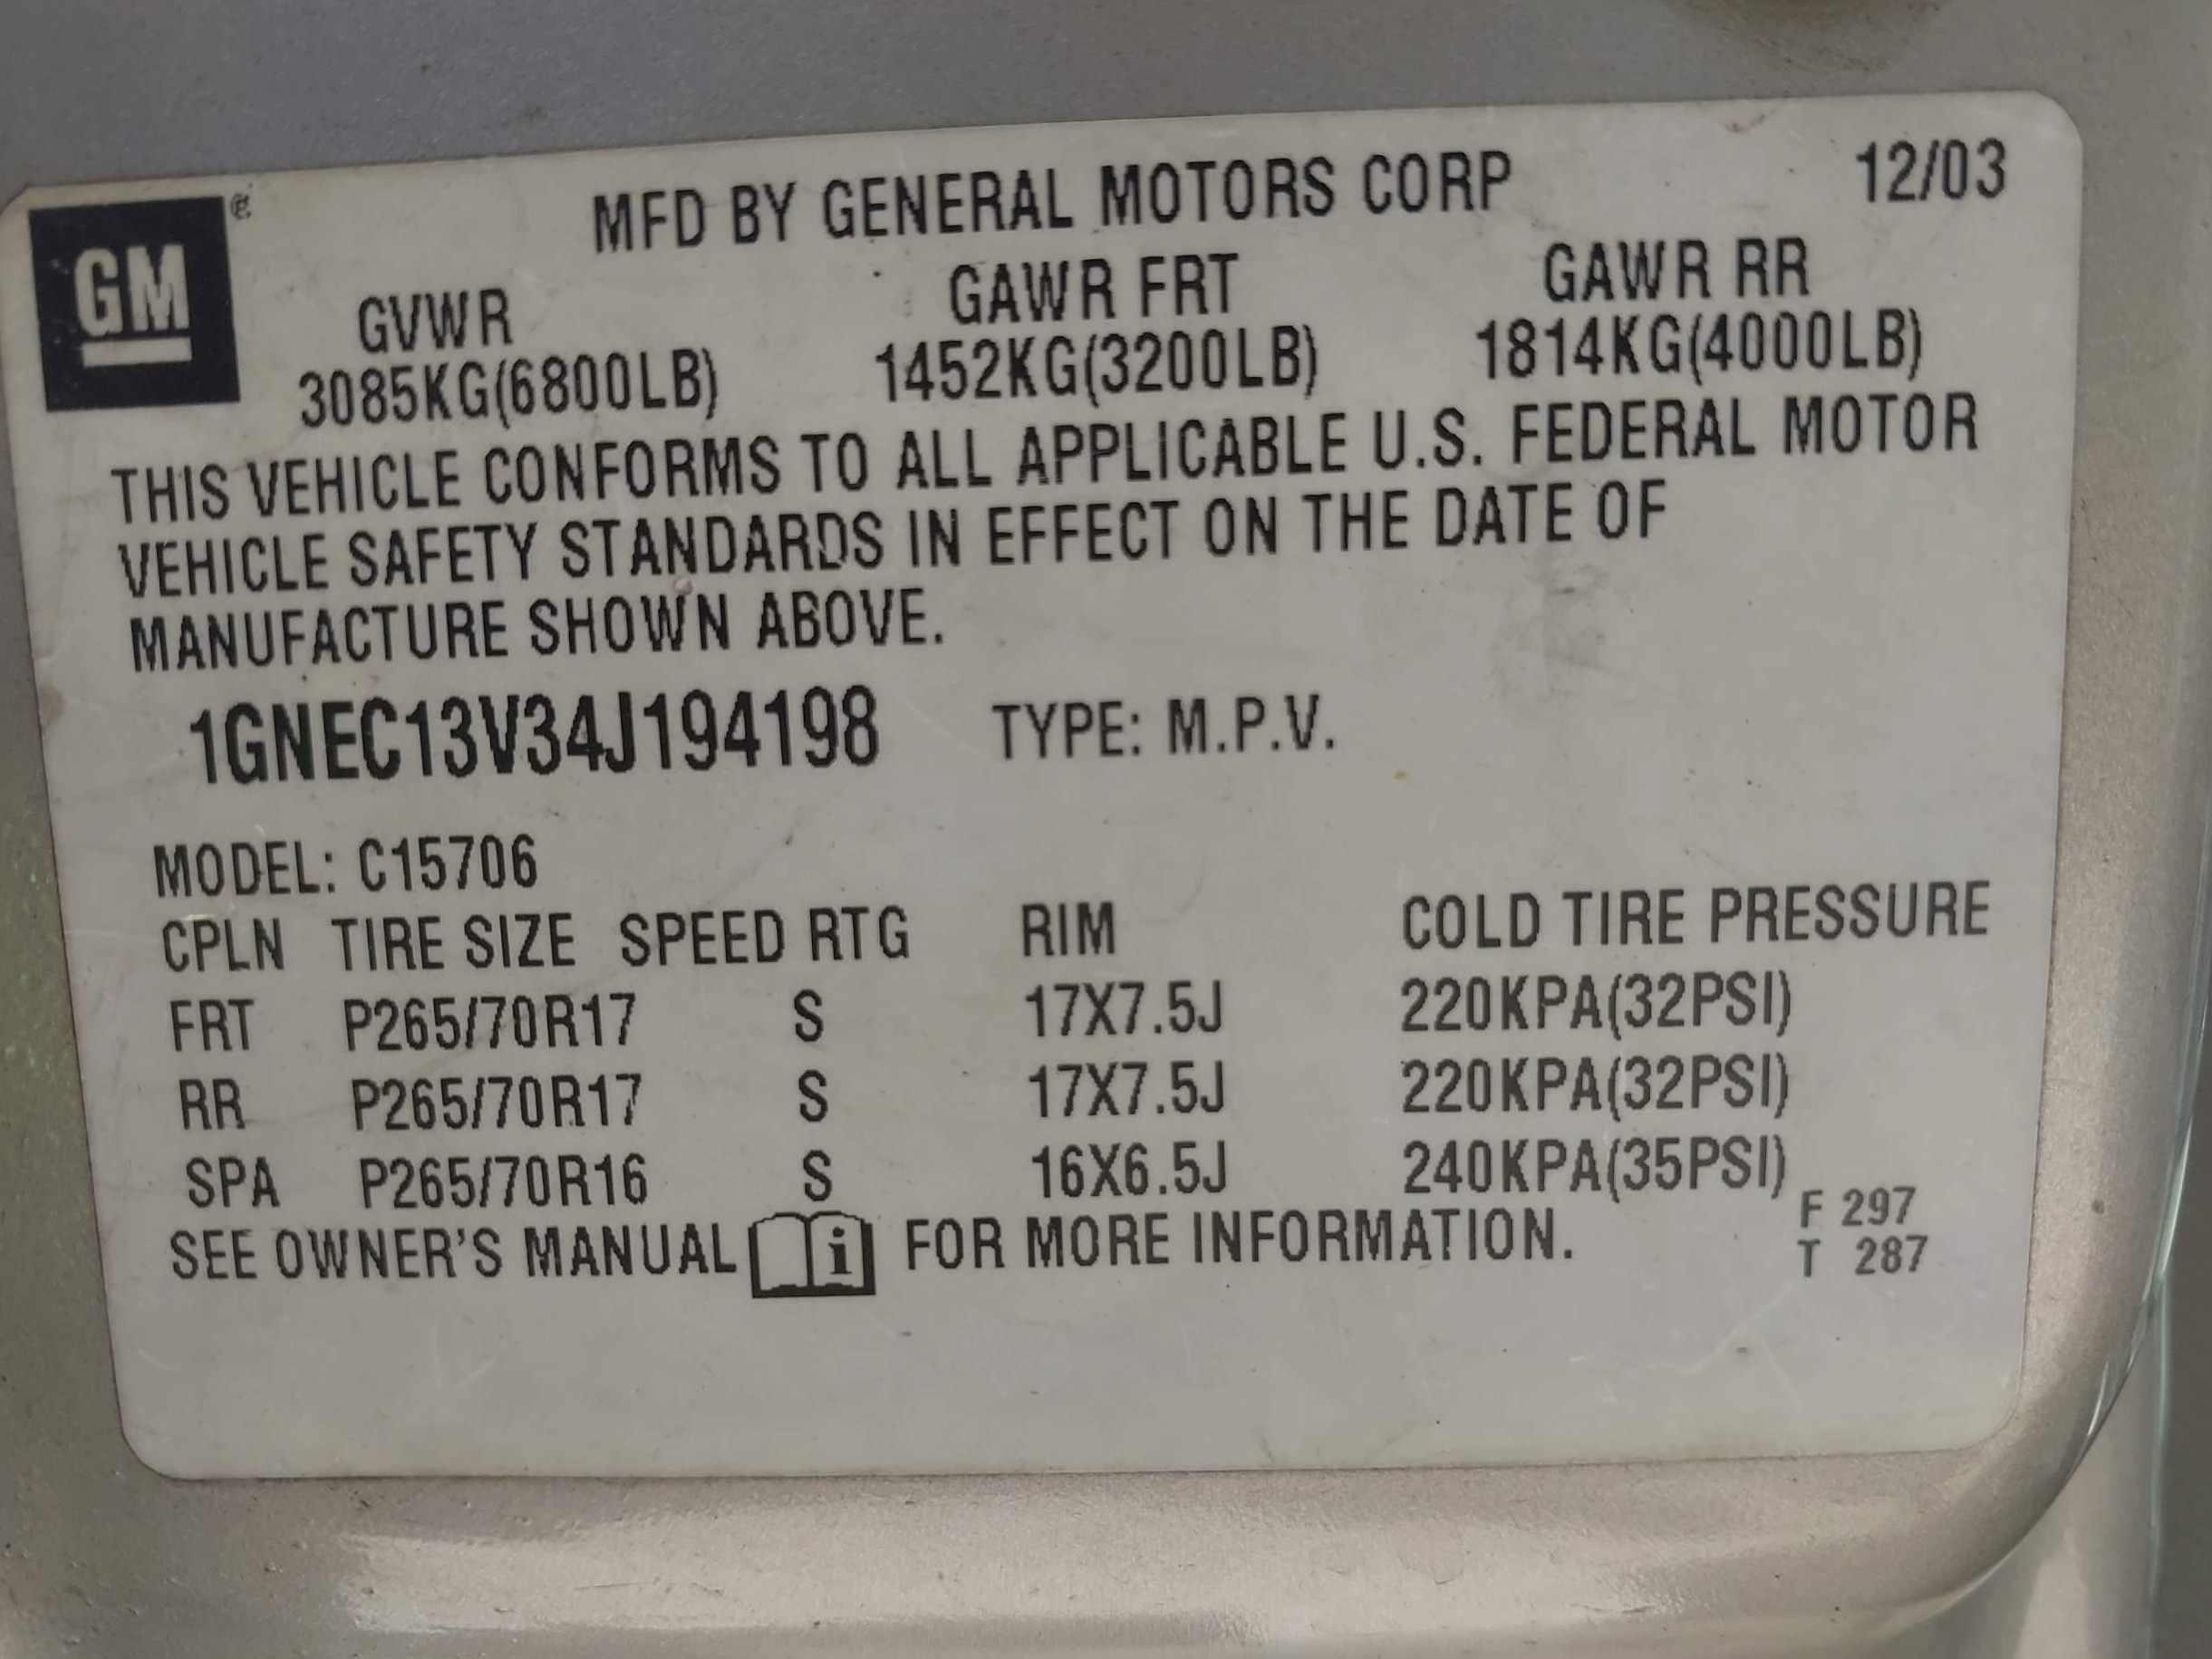 GM
MFD BY GENERAL MOTORS CORP 12/03
GVWR GAWR FRT GAWR RR
3085KG(6800LB) 1452KG(3200LB) 1814KG(4000LB)
THIS VEHICLE CONFORMS TO ALL APPLICABLE U.S. FEDERAL MOTOR
VEHICLE SAFETY STANDARDS IN EFFECT ON THE DATE OF
MANUFACTURE SHOWN ABOVE.
1GNEC13V34J194198 TYPE: M.P.V.
MODEL: C15706
CPLN TIRE SIZE SPEED RTG RIM COLD TIRE PRESSURE
FRT P265/70R17 S 17X7.5J 220KPA(32PSI)
RR P265/70R17 S 17X7.5J 220KPA(32PSI)
SPA P265/70R16 S 16X6.5J 240KPA(35PSI)
SEE OWNER'S MANUAL i FOR MORE INFORMATION.
F 297
T 287